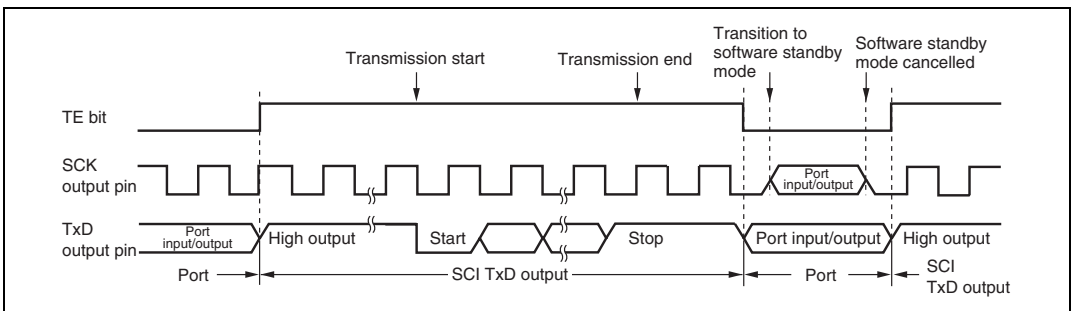 Transmission start
Transmission end
Transition to
software standby
mode
Software standby
mode cancelled
TE bit
SCK
output pin
Port
input/output
TxD
output pin
Port
input/output
High output
Start
Stop
Port input/output
High output
Port
SCI TxD output
Port
SCI
TxD output